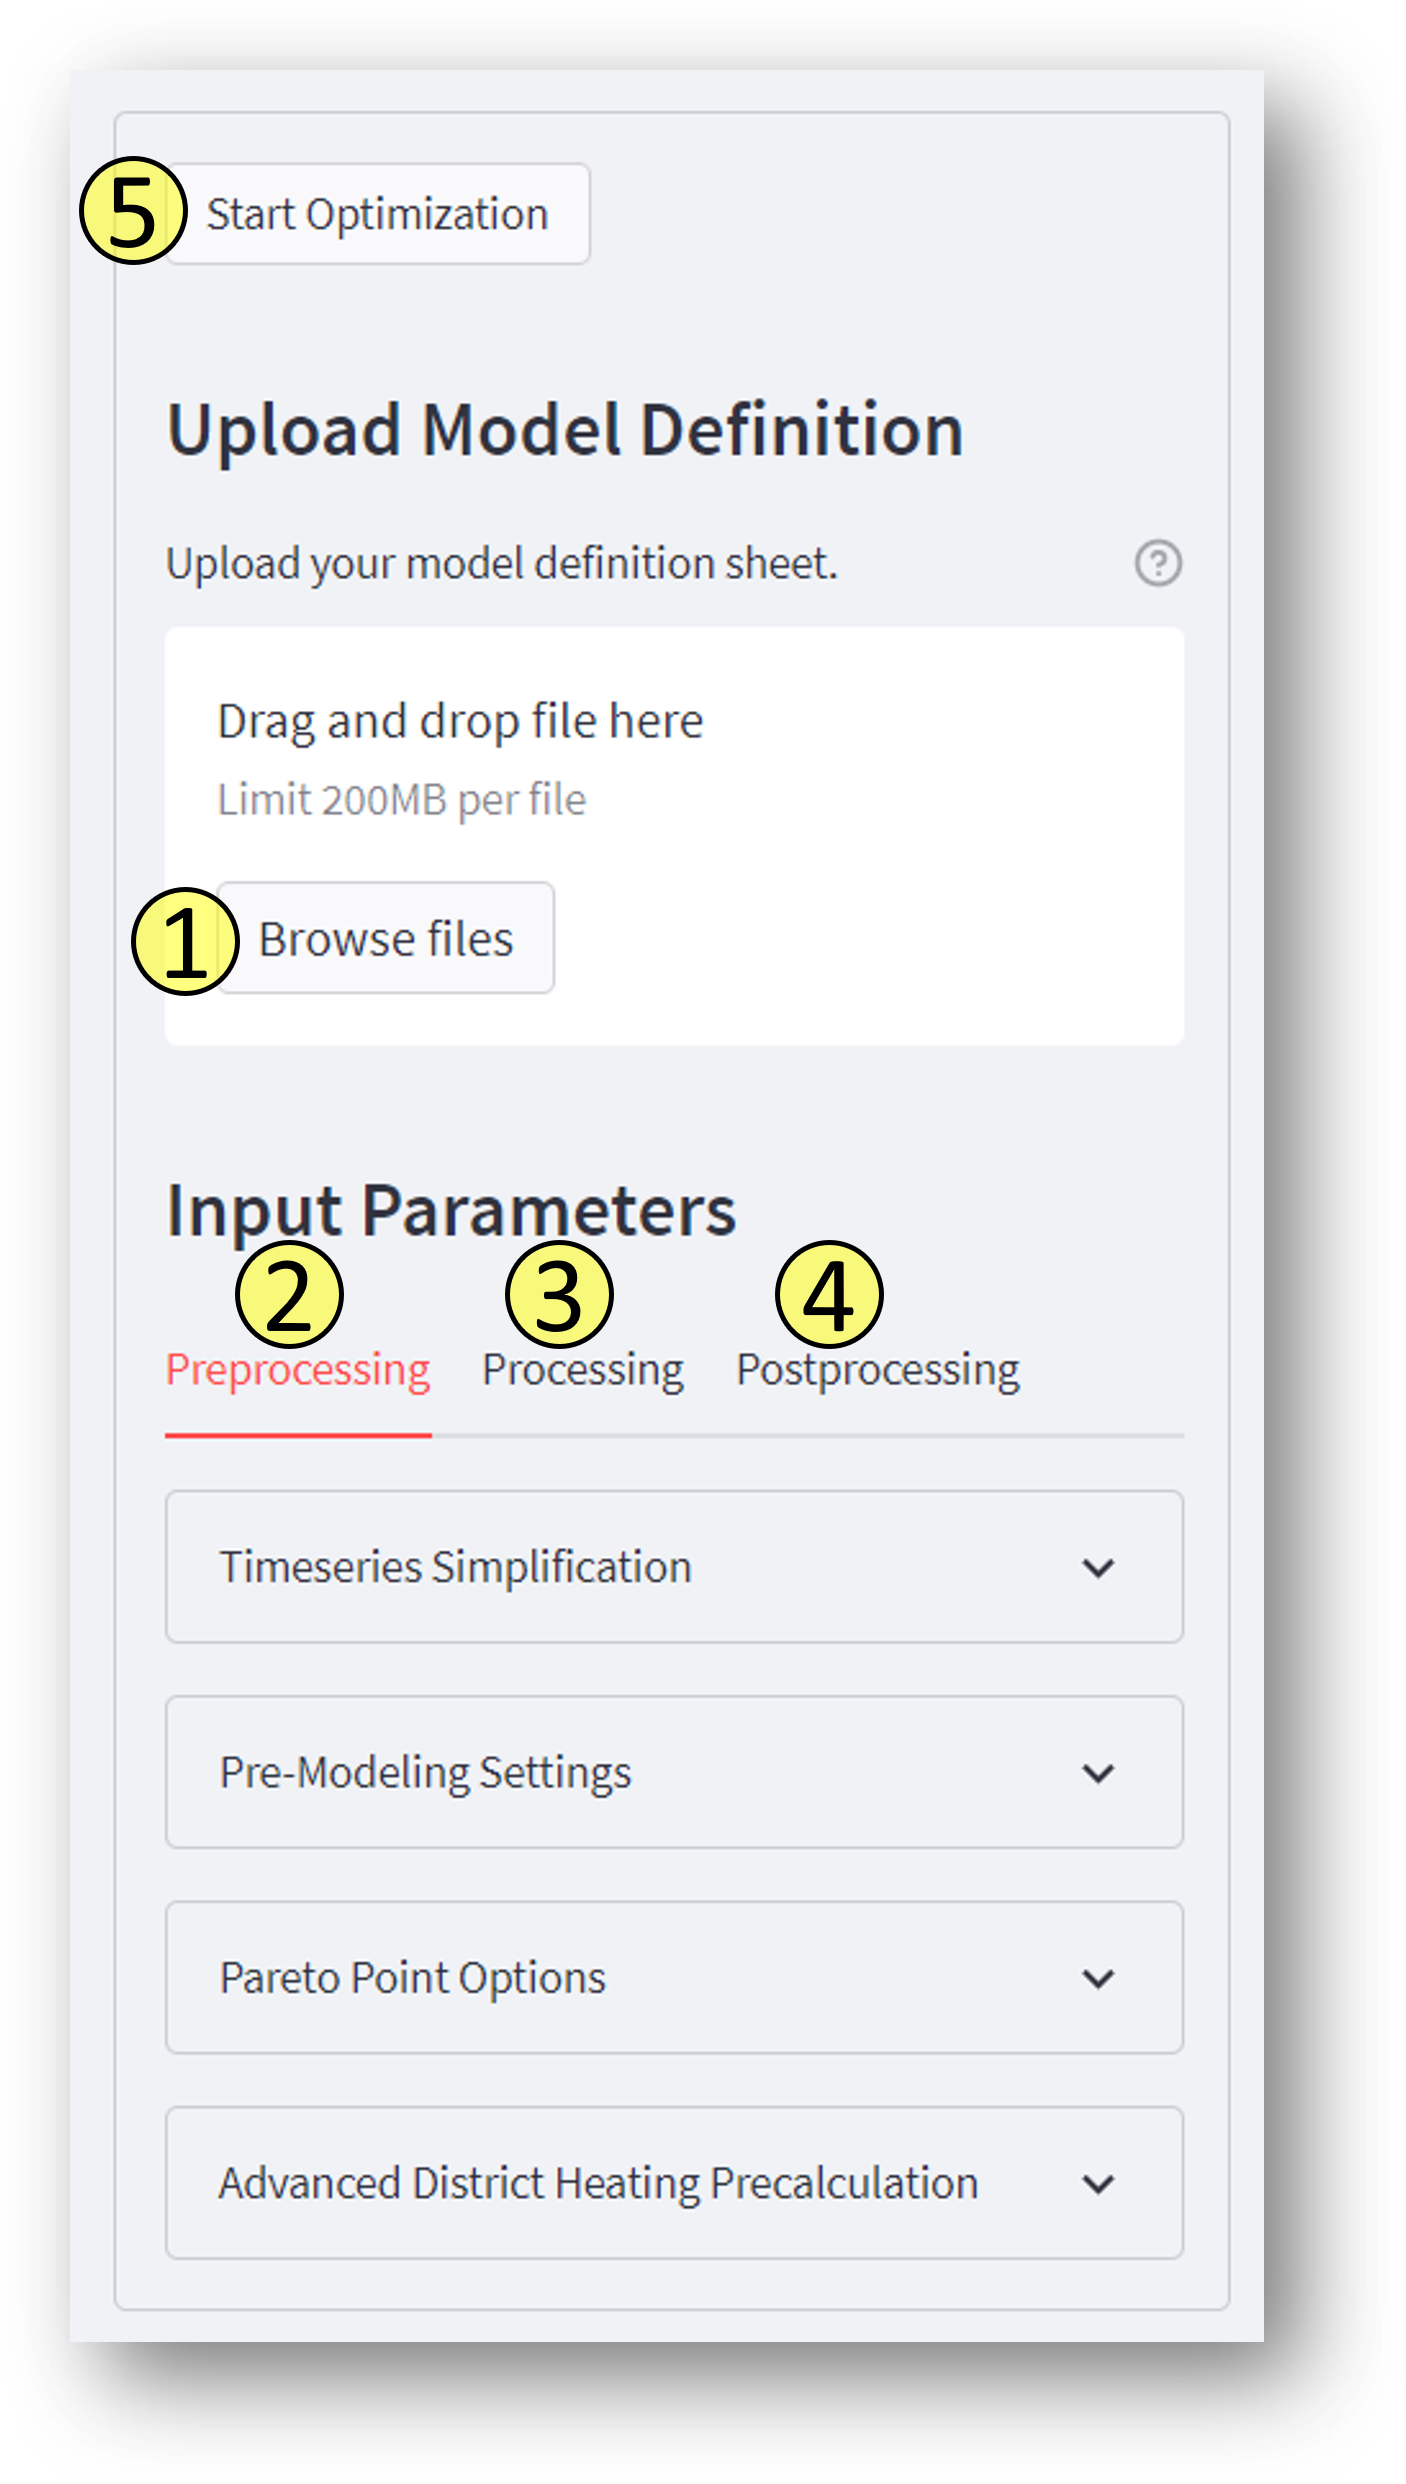 5 Start Optimization
Upload Model Definition
Upload your model definition sheet.
Drag and drop file here
Limit 200MB per file
1 Browse files
Input Parameters
2 3 4
Preprocessing Processing Postprocessing
Timeseries Simplification
Pre-Modeling Settings
Pareto Point Options
Advanced District Heating Precalculation